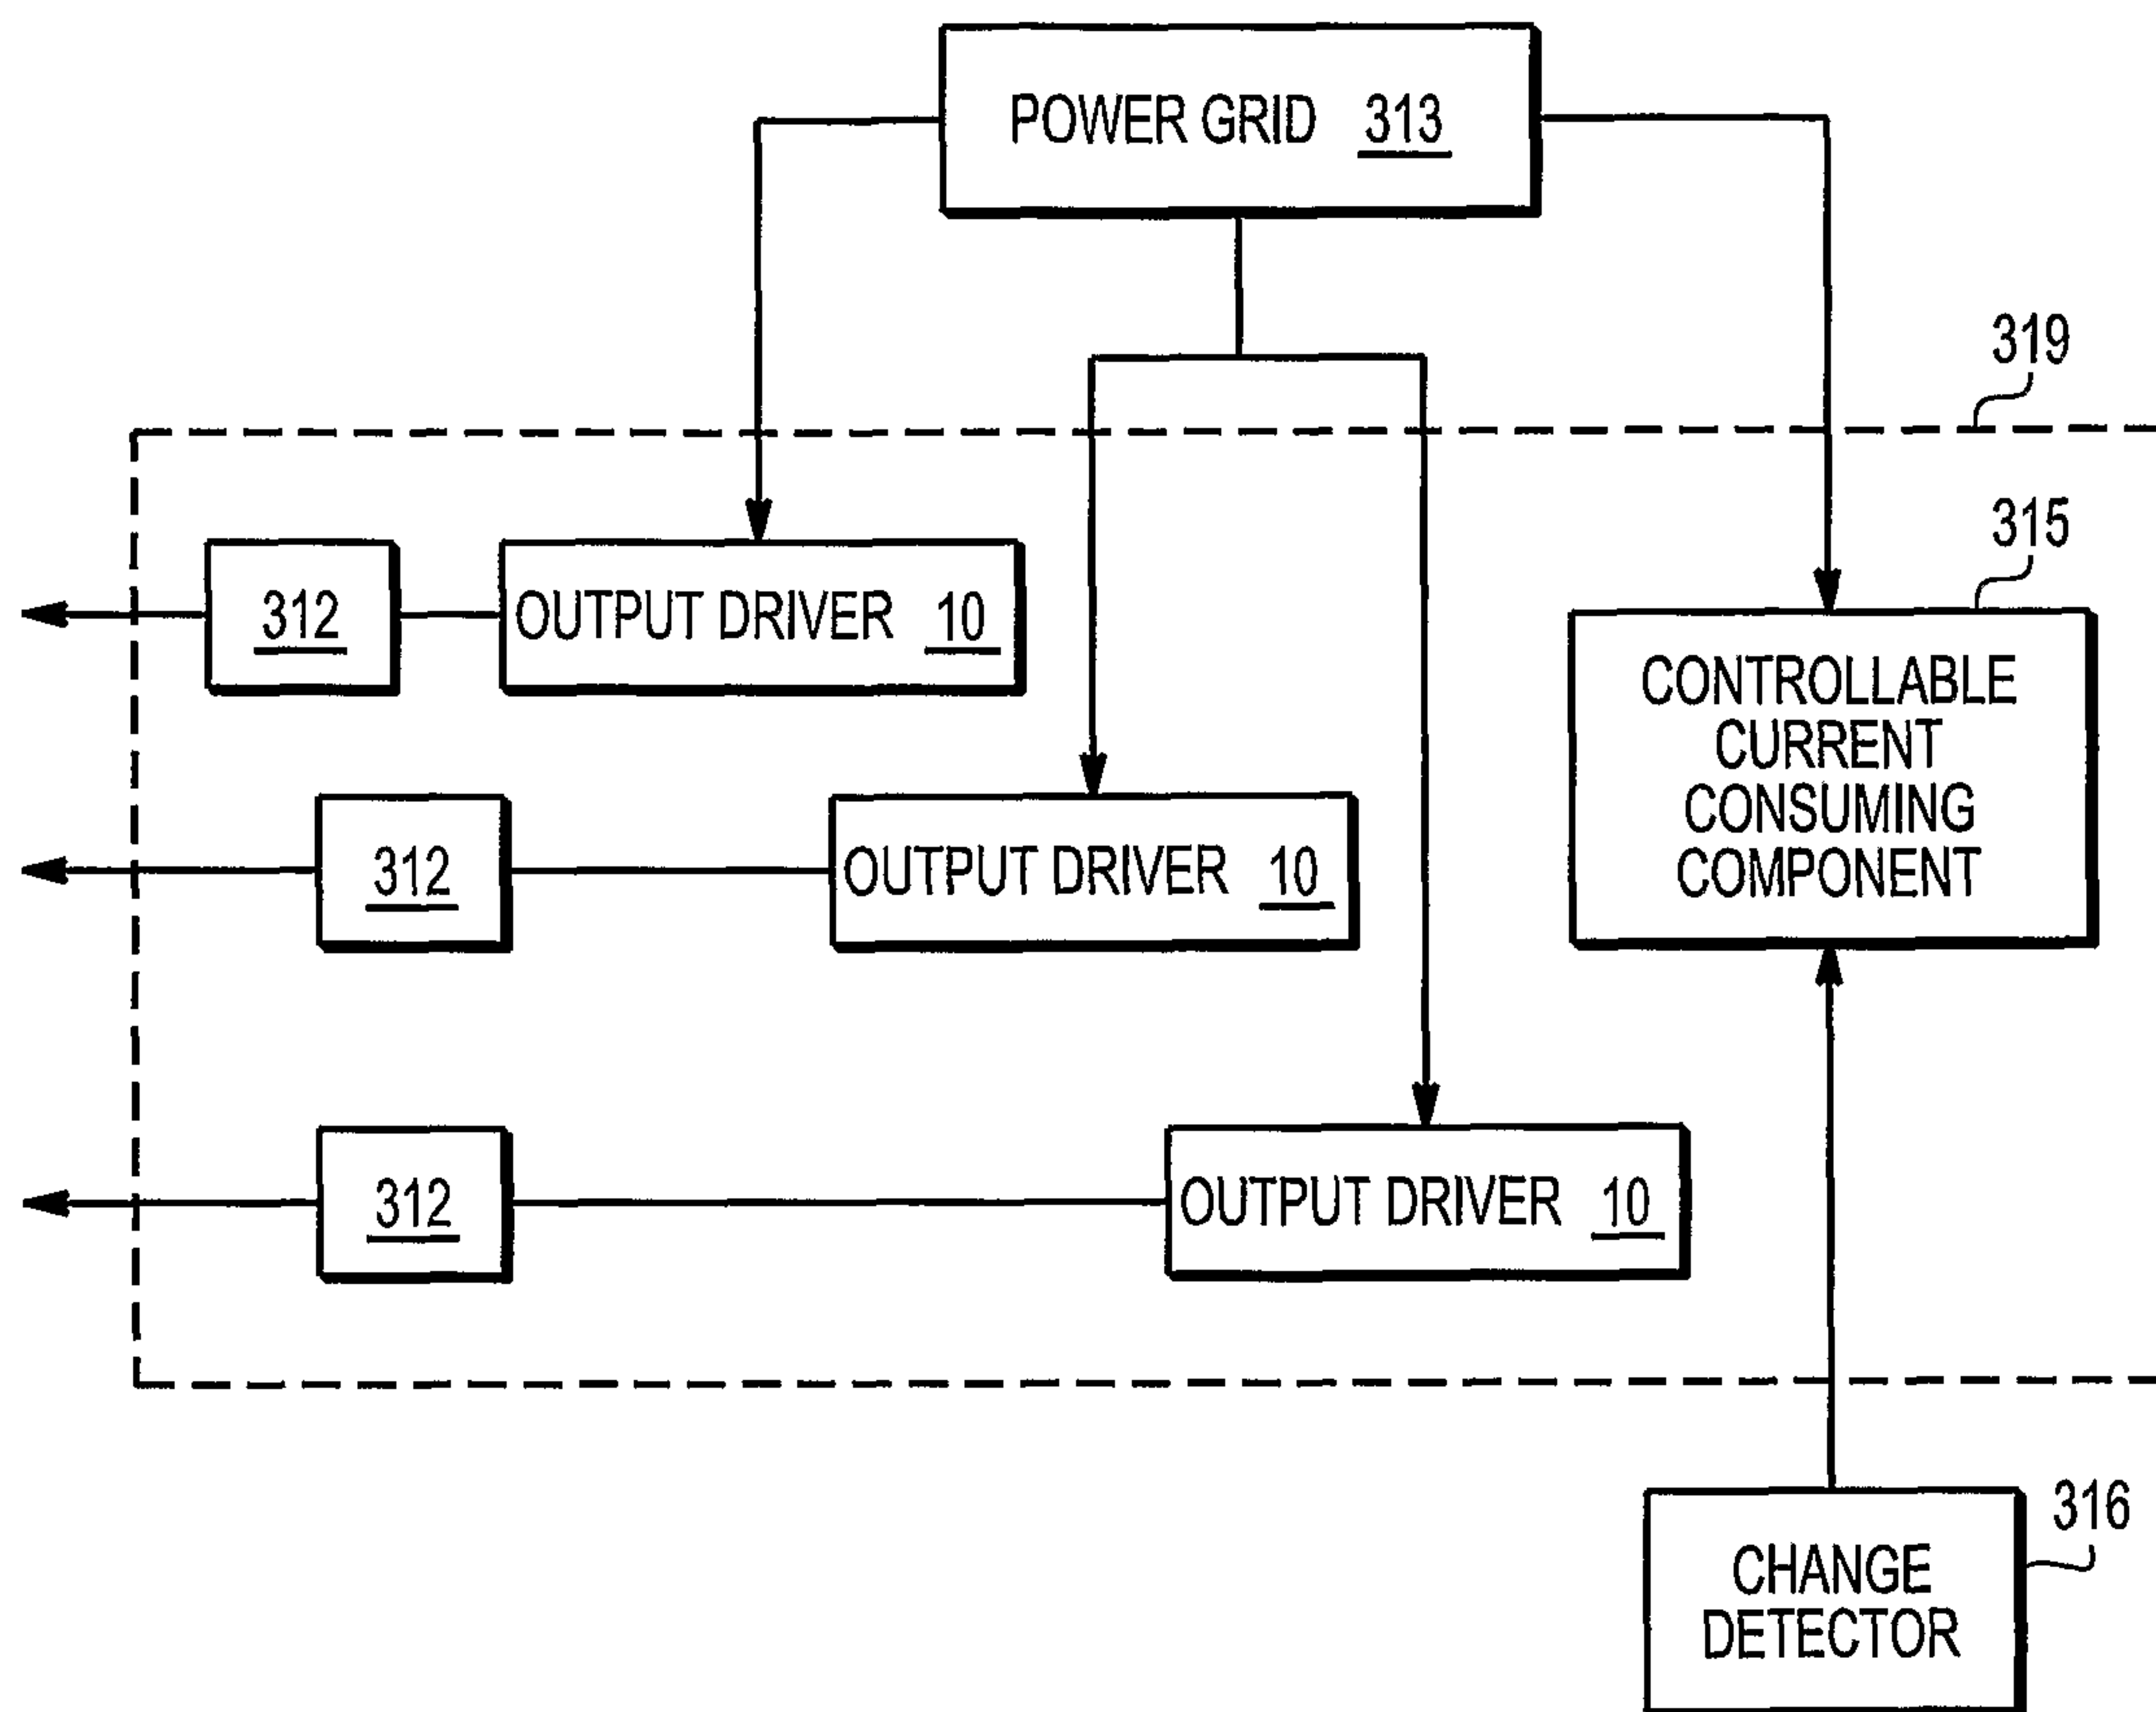 POWER GRID 313
319
315
312
OUTPUT DRIVER 10
CONTROLLABLE
CURRENT
CONSUMING
COMPONENT
312
OUTPUT DRIVER 10
312
OUTPUT DRIVER 10
316
CHANGE
DETECTOR